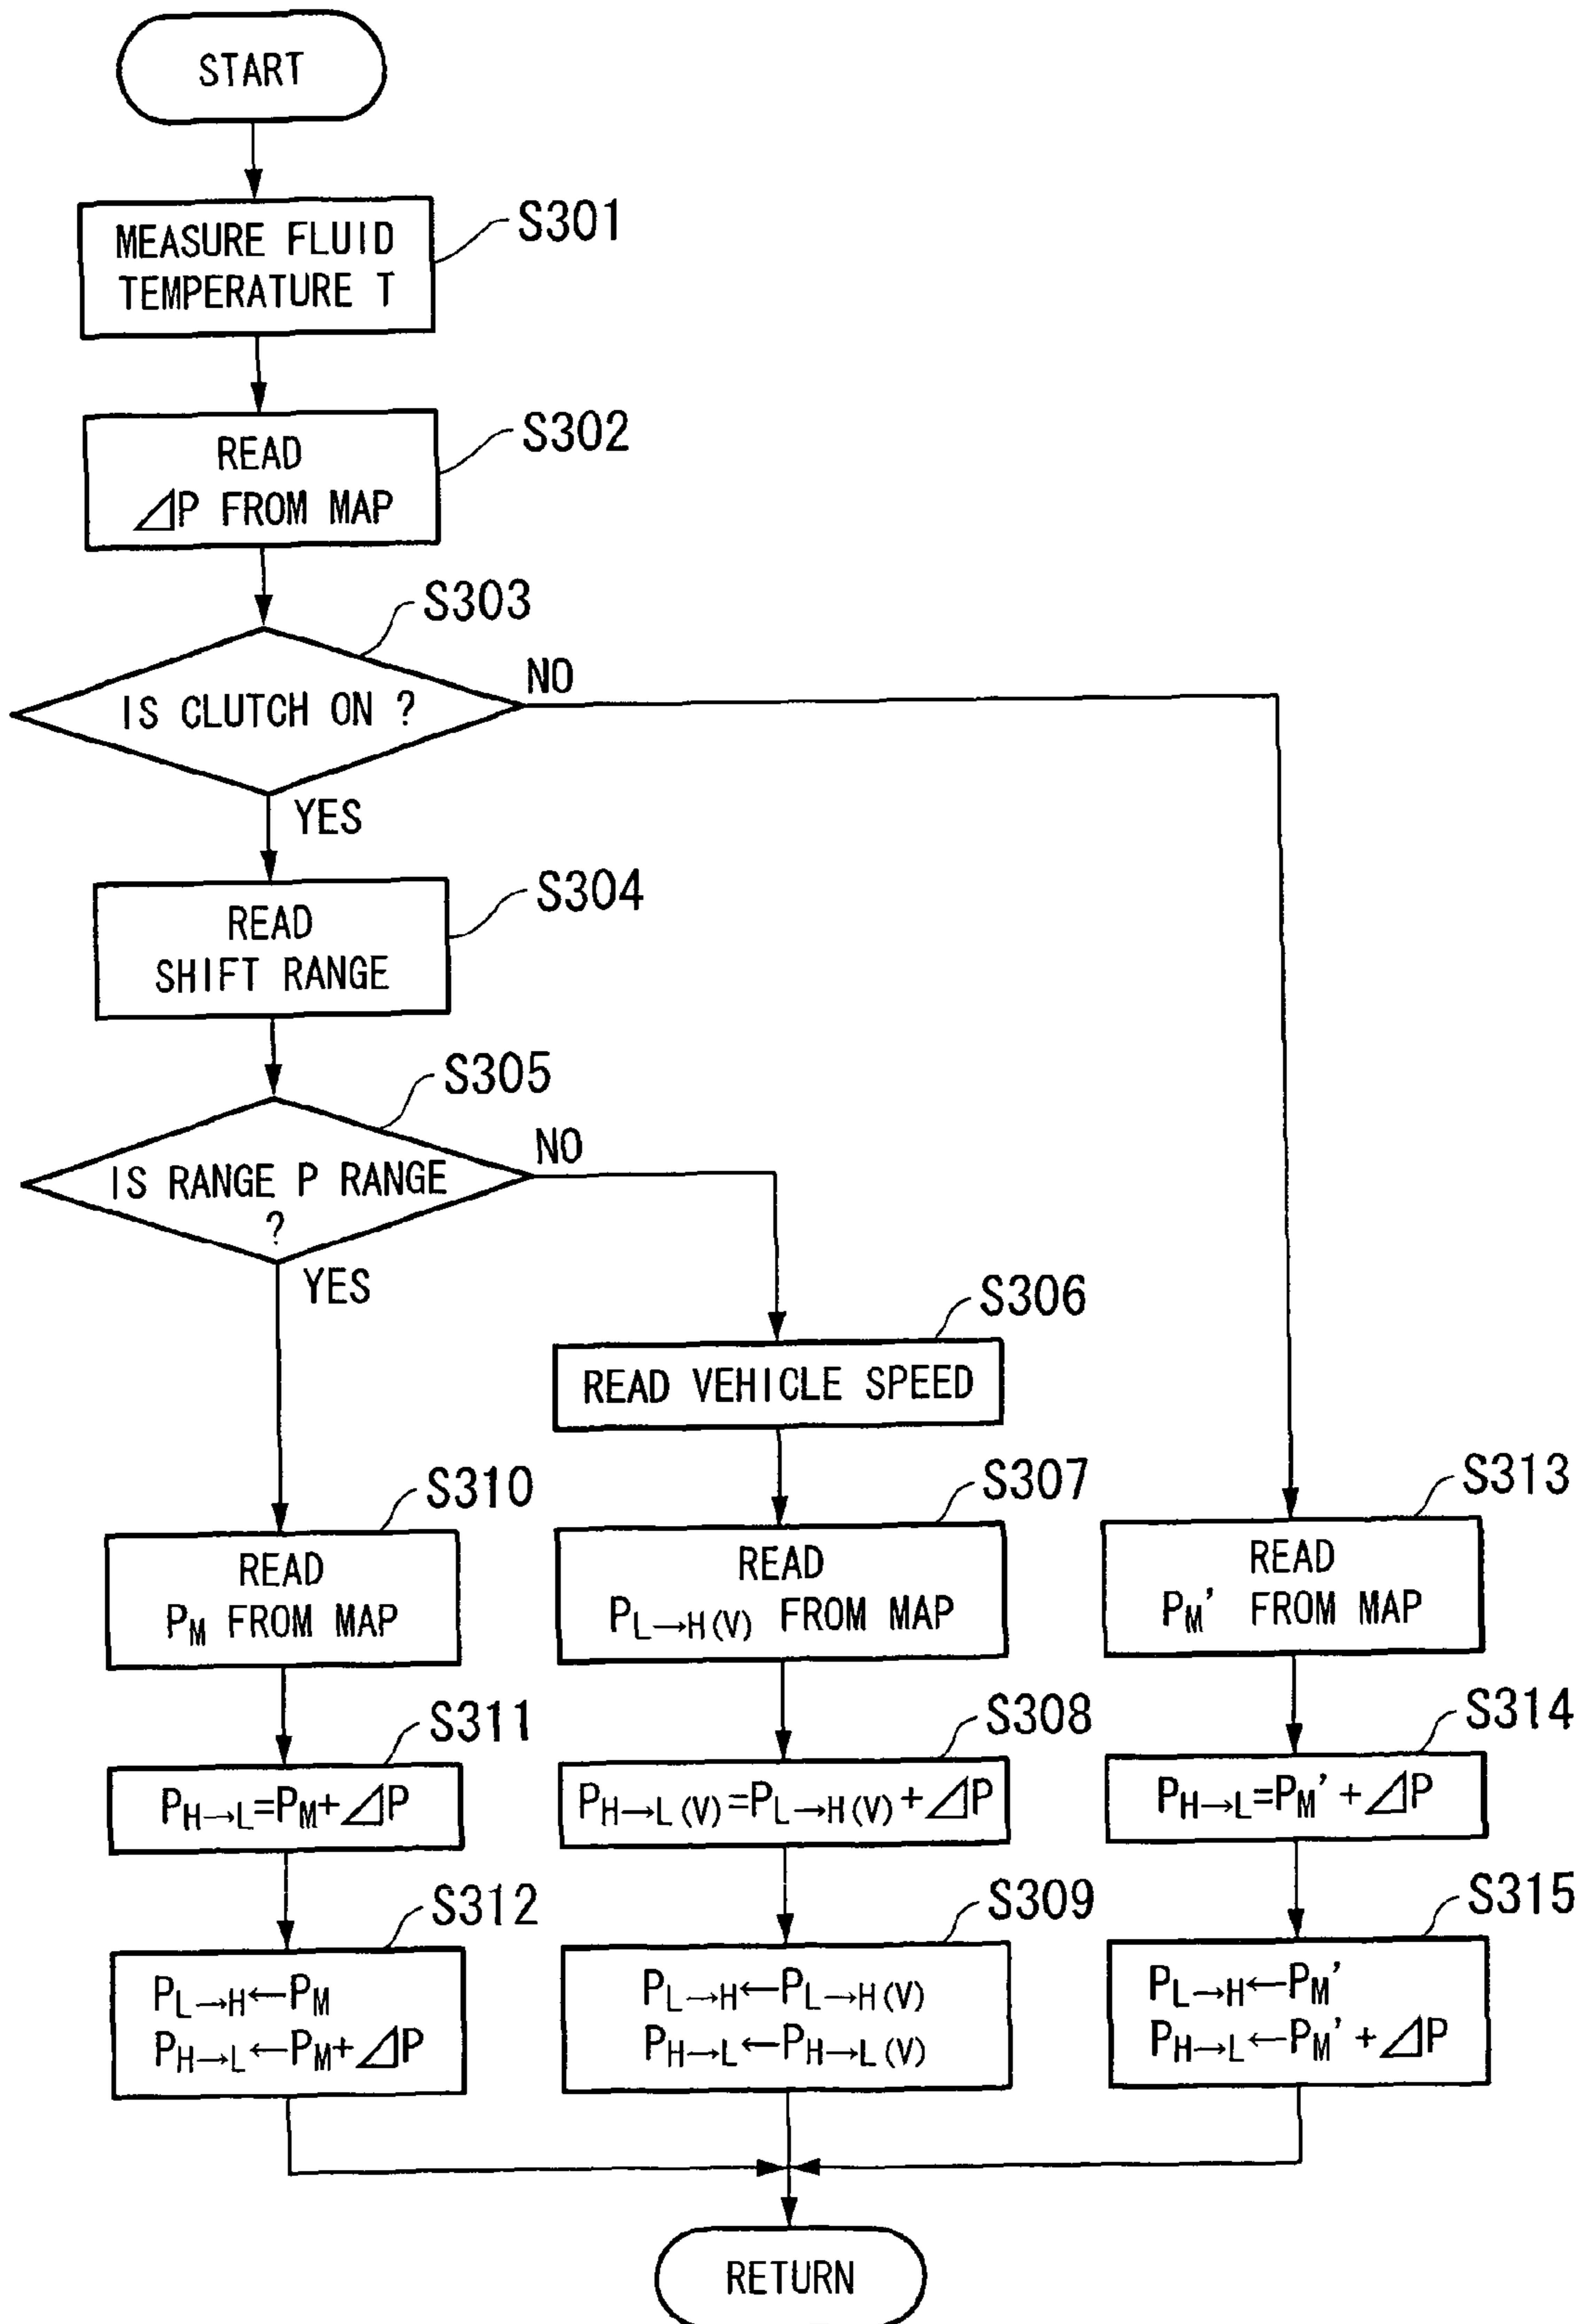 START
S301
MEASURE FLUID
TEMPERATURE T
S302
READ
⊿P FROM MAP
S303
IS CLUTCH ON ?
NO
YES
S304
READ
SHIFT RANGE
S305
IS RANGE P RANGE
?
NO
YES
S306
READ VEHICLE SPEED
S310
READ
PM FROM MAP
S307
READ
PL→H(V) FROM MAP
S313
READ
PM' FROM MAP
S311
PH→L=PM+⊿P
S308
PH→L(V)=PL→H(V)+⊿P
S314
PH→L=PM'+⊿P
S312
PL→H←PM
PH→L←PM+⊿P
S309
PL→H←PL→H(V)
PH→L←PH→L(V)
S315
PL→H←PM'
PH→L←PM'+⊿P
RETURN